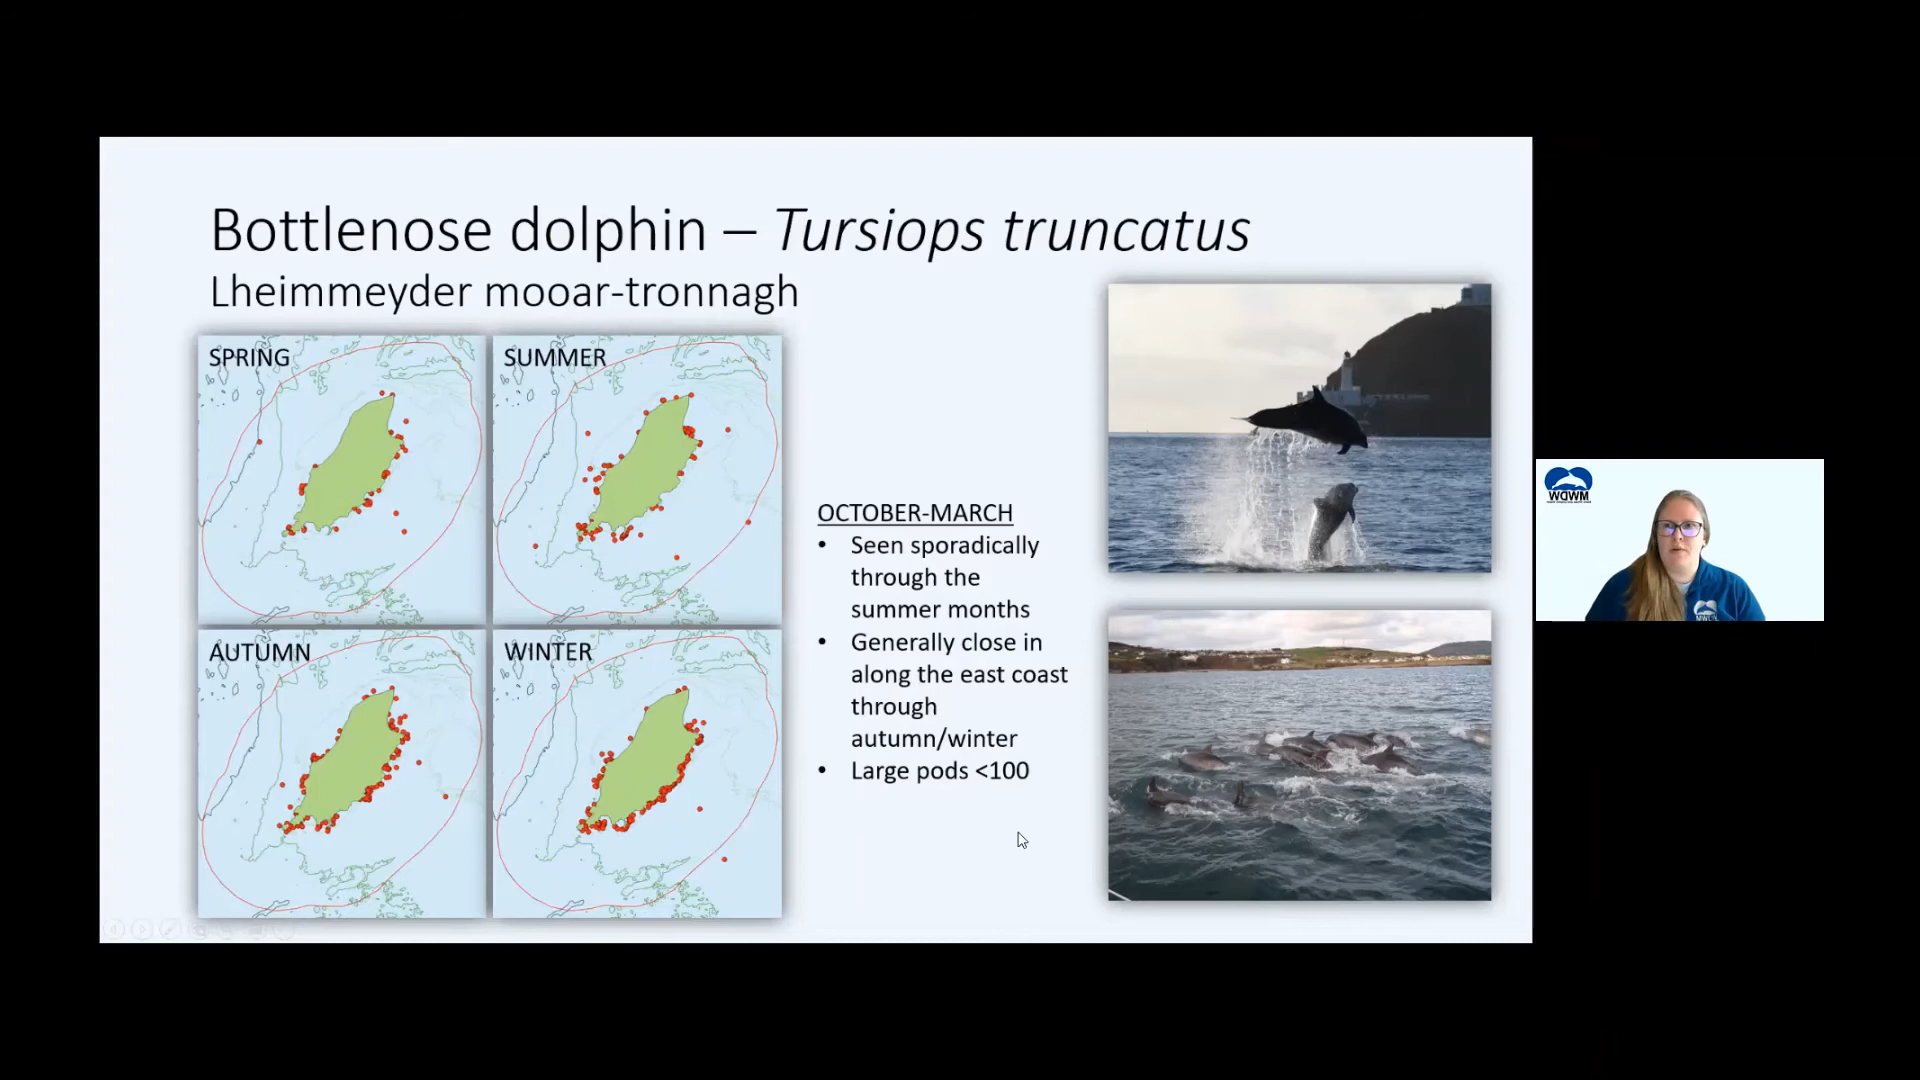 Bottlenose dolphin – Tursiops truncatus
Lheimmeyder mooar-tronnagh
SPRING
SUMMER
AUTUMN
WINTER
OCTOBER-MARCH
• Seen sporadically
through the
summer months
• Generally close in
along the east coast
through
autumn/winter
• Large pods <100